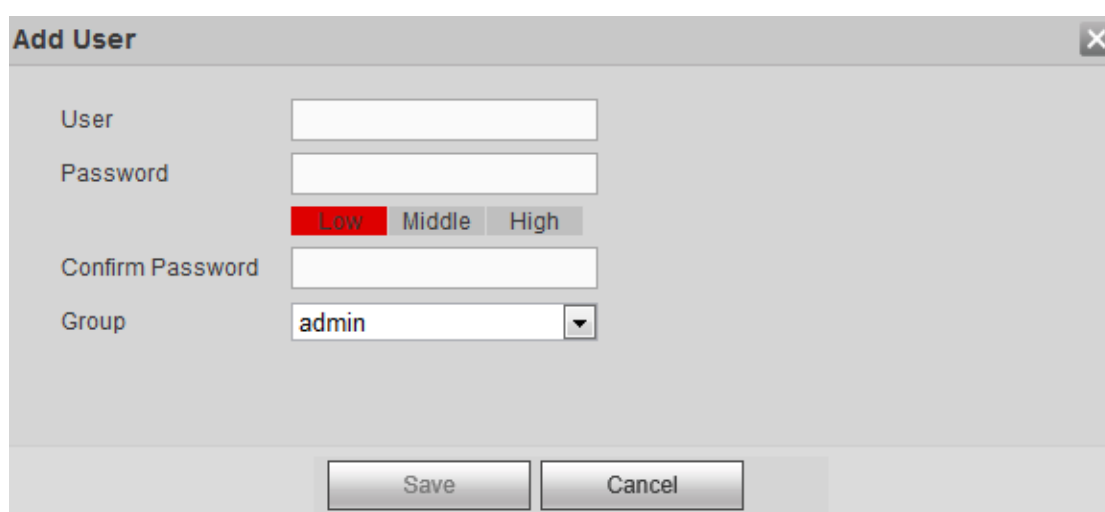 Add User
User
Password
Low Middle High
Confirm Password
Group admin
Save Cancel